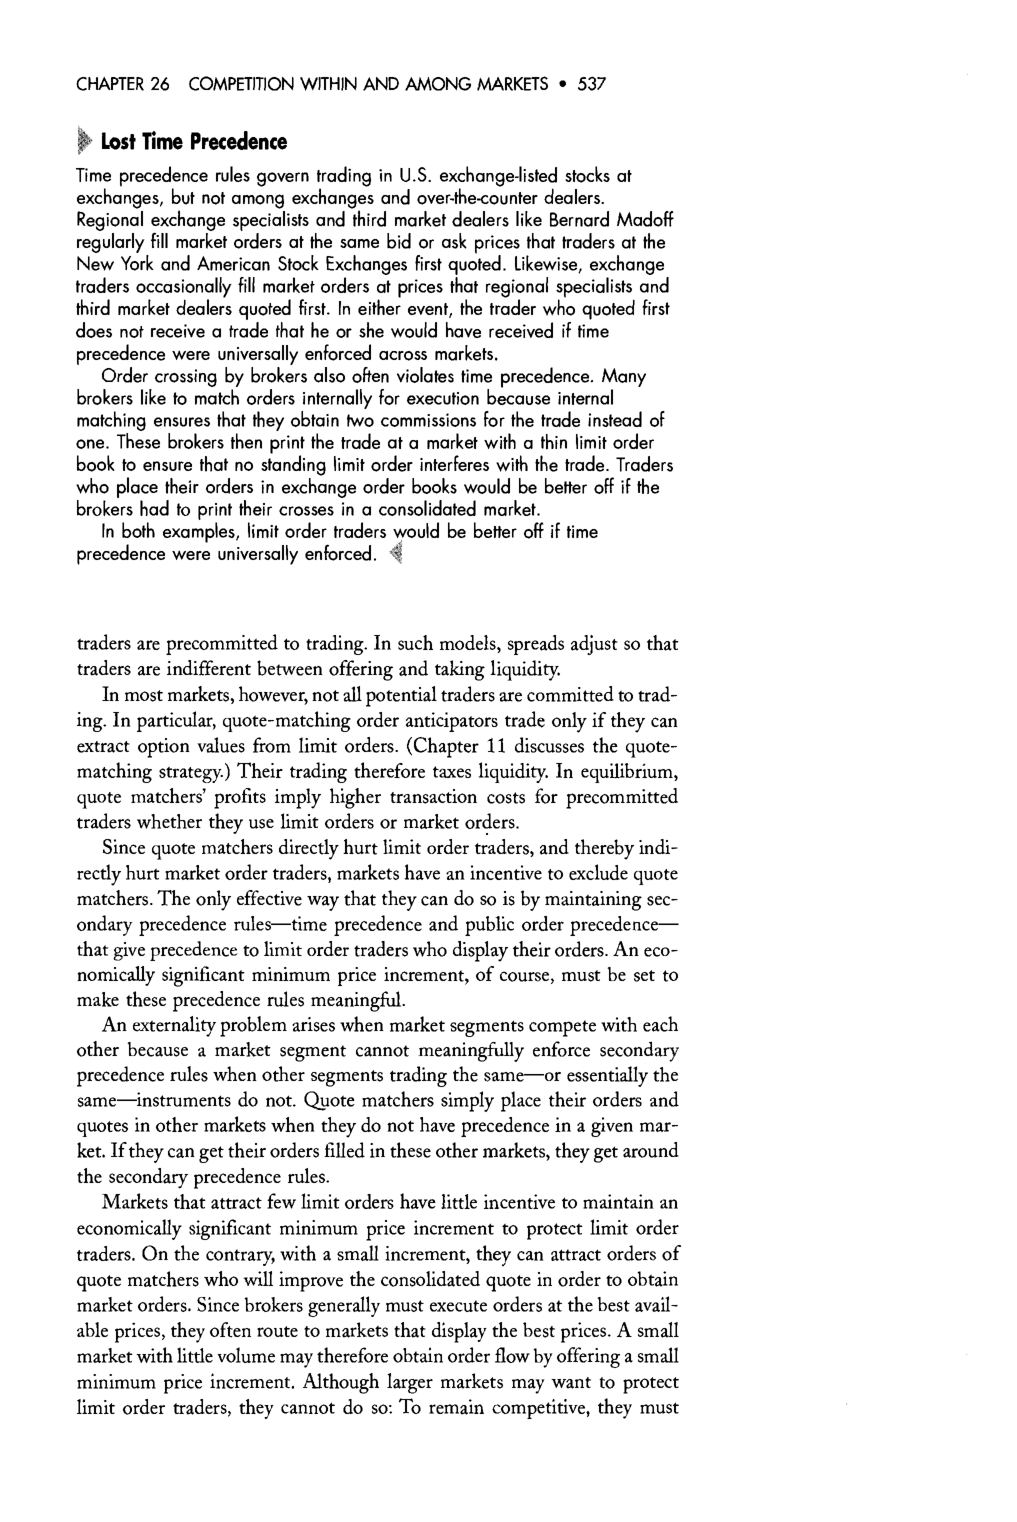 CHAPTER 26 COMPETITION WITHIN AND AMONG MARKETS • 537
Lost Time Precedence
Time precedence rules govern trading in U.S. exchange-listed stocks at
exchanges, but not among exchanges and over-the-counter dealers.
Regional exchange specialists and third market dealers like Bernard Madoff
regularly fill market orders at the same bid or ask prices that traders at the
New York and American Stock Exchanges first quoted. Likewise, exchange
traders occasionally fill market orders at prices that regional specialists and
third market dealers quoted first. In either event, the trader who quoted first
does not receive a trade that he or she would have received if time
precedence were universally enforced across markets.
Order crossing by brokers also often violates time precedence. Many
brokers like to match orders internally for execution because internal
matching ensures that they obtain two commissions for the trade instead of
one. These brokers then print the trade at a market with a thin limit order
book to ensure that no standing limit order interferes with the trade. Traders
who place their orders in exchange order books would be better off if the
brokers had to print their crosses in a consolidated market.
In both examples, limit order traders would be better off if time
precedence were universally enforced.
traders are precommitted to trading. In such models, spreads adjust so that
traders are indifferent between offering and taking liquidity.
In most markets, however, not all potential traders are committed to trad-
ing. In particular, quote-matching order anticipators trade only if they can
extract option values from limit orders. (Chapter 11 discusses the quote-
matching strategy.) Their trading therefore taxes liquidity. In equilibrium,
quote matchers' profits imply higher transaction costs for precommitted
traders whether they use limit orders or market orders.
Since quote matchers directly hurt limit order traders, and thereby indi-
rectly hurt market order traders, markets have an incentive to exclude quote
matchers. The only effective way that they can do so is by maintaining sec-
ondary precedence rules—time precedence and public order precedence—
that give precedence to limit order traders who display their orders. An eco-
nomically significant minimum price increment, of course, must be set to
make these precedence rules meaningful.
An externality problem arises when market segments compete with each
other because a market segment cannot meaningfully enforce secondary
precedence rules when other segments trading the same—or essentially the
same—instruments do not. Quote matchers simply place their orders and
quotes in other markets when they do not have precedence in a given mar-
ket. If they can get their orders filled in these other markets, they get around
the secondary precedence rules.
Markets that attract few limit orders have little incentive to maintain an
economically significant minimum price increment to protect limit order
traders. On the contrary, with a small increment, they can attract orders of
quote matchers who will improve the consolidated quote in order to obtain
market orders. Since brokers generally must execute orders at the best avail-
able prices, they often route to markets that display the best prices. A small
market with little volume may therefore obtain order flow by offering a small
minimum price increment. Although larger markets may want to protect
limit order traders, they cannot do so: To remain competitive, they must